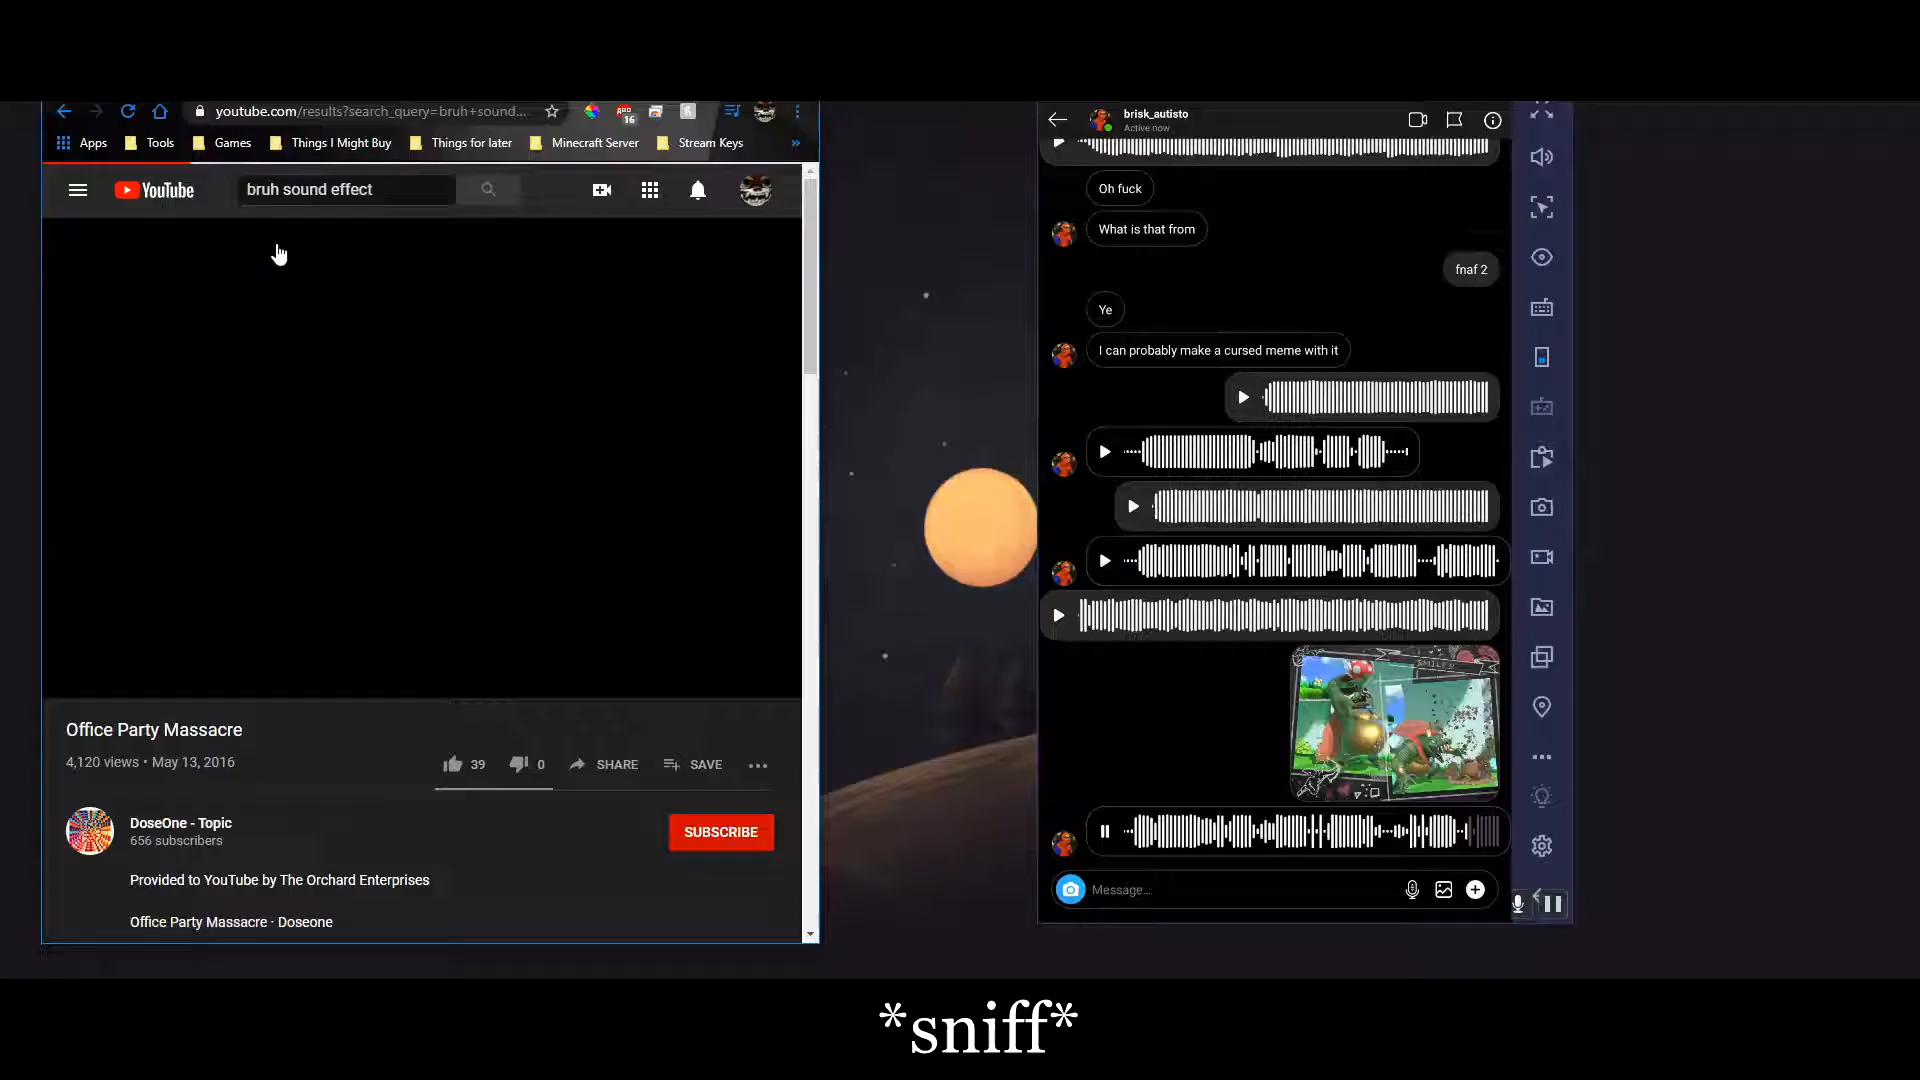 youtube.com/results?search_query=bruh+sound...
ABP
16
Apps
Tools
Games
Things I Might Buy
Things for later
Minecraft Server
Stream Keys
»
YouTube
bruh sound effect
Office Party Massacre
4,120 views • May 13, 2016
39
0
SHARE
SAVE
DoseOne - Topic
656 subscribers
SUBSCRIBE
Provided to YouTube by The Orchard Enterprises
Office Party Massacre · Doseone
brisk_autisto
Active now
Oh fuck
What is that from
fnaf 2
Ye
I can probably make a cursed meme with it
SMILE!!
Message...
*sniff*